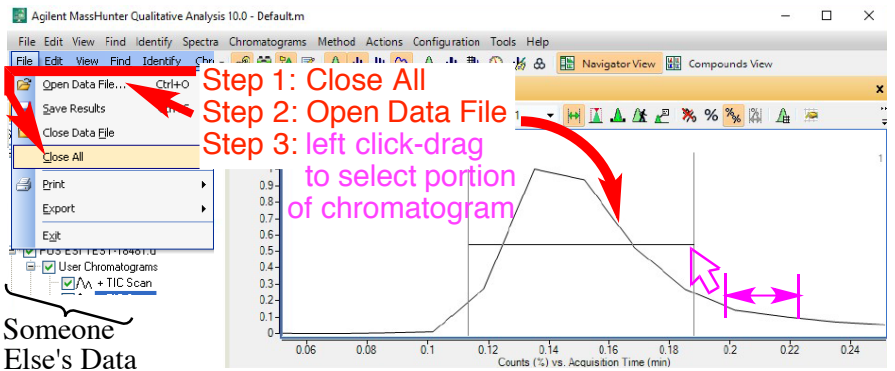 Agilent MassHunter Qualitative Analysis 10.0 - Default.m
File Edit View Find Identify Spectra Chromatograms Method Actions Configuration Tools Help
File Edit View Find Identify
Navigator View Compounds View
Open Data File... Ctrl+O
Save Results
Close Data File
Close All
Print
Export
Exit
Step 1: Close All
Step 2: Open Data File
Step 3: left click-drag
to select portion
of chromatogram
User Chromatograms
+ TIC Scan
Someone
Else's Data
1
0.9
0.8
0.7
0.6
0.5
0.4
0.3
0.2
0.1
0
0.06 0.08 0.1 0.12 0.14 0.16 0.18 0.2 0.22 0.24
Counts (%) vs. Acquisition Time (min)